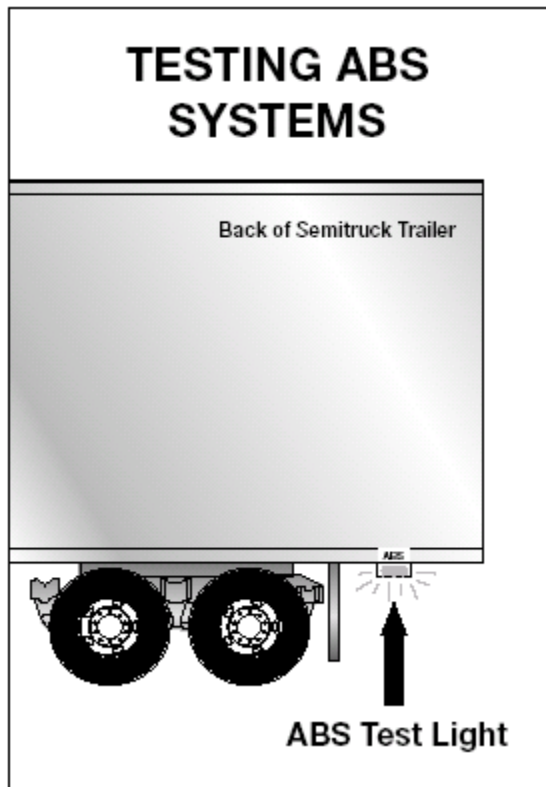 TESTING ABS
SYSTEMS
Back of Semitruck Trailer
ABS
ABS Test Light